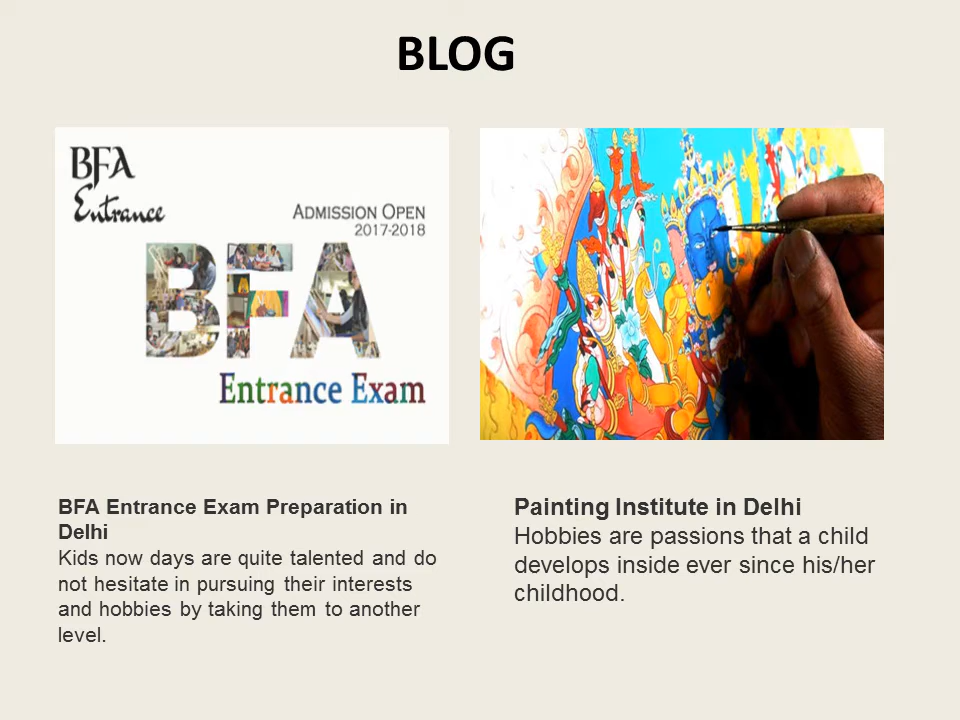 BLOG
BFA
Entrance
ADMISSION OPEN
2017-2018
BFA
Entrance Exam
BFA Entrance Exam Preparation in
Delhi
Kids now days are quite talented and do
not hesitate in pursuing their interests
and hobbies by taking them to another
level.
Painting Institute in Delhi
Hobbies are passions that a child
develops inside ever since his/her
childhood.